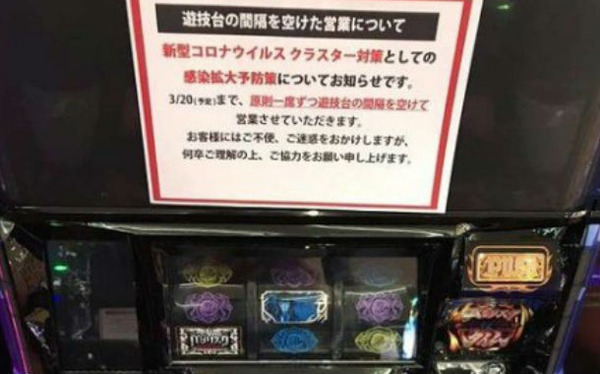 遊技台の間隔を空けた営業について
新型コロナウイルス クラスター対策としての
感染拡大予防策についてお知らせです。
3/20(予定)まで、原則一席ずつ遊技台の間隔を空けて
営業させていただきます。
お客様にはご不便、ご迷惑をおかけしますが、
何卒ご理解の上、ご協力をお願い申し上げます。
バジリスク